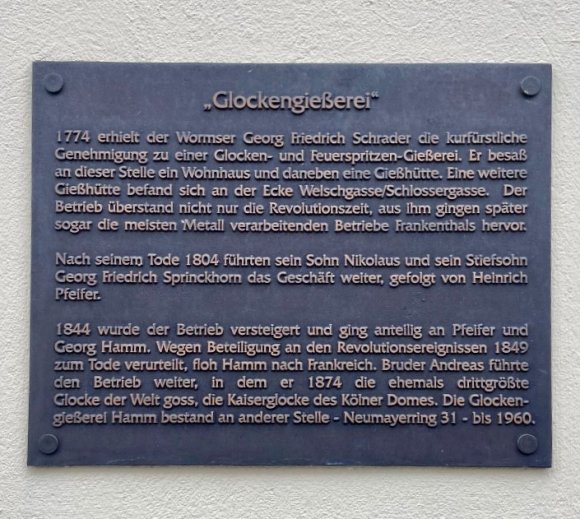 „Glockengießerei“
1774 erhielt der Wormser Georg Friedrich Schrader die kurfürstliche
Genehmigung zu einer Glocken- und Feuerspritzen-Gießerei. Er besaß
an dieser Stelle ein Wohnhaus und daneben eine Gießhütte. Eine weitere
Gießhütte befand sich an der Ecke Welschgasse/Schlossergasse. Der
Betrieb überstand nicht nur die Revolutionszeit, aus ihm gingen später
sogar die meisten Metall verarbeitenden Betriebe Frankenthals hervor.
Nach seinem Tode 1804 führten sein Sohn Nikolaus und sein Stiefsohn
Georg Friedrich Sprinckhorn das Geschäft weiter, gefolgt von Heinrich
Pfeifer.
1844 wurde der Betrieb versteigert und ging anteilig an Pfeifer und
Georg Hamm. Wegen Beteiligung an den Revolutionsereignissen 1849
zum Tode verurteilt, floh Hamm nach Frankreich. Bruder Andreas führte
den Betrieb weiter, in dem er 1874 die ehemals drittgrößte
Glocke der Welt goss, die Kaiserglocke des Kölner Domes. Die Glocken-
gießerei Hamm bestand an anderer Stelle - Neumayerring 31 - bis 1960.